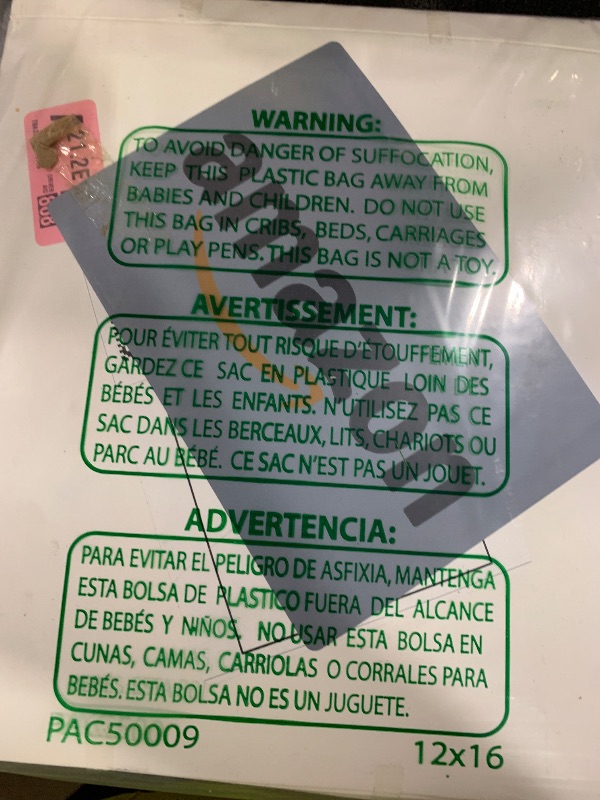 WARNING:
TO AVOID DANGER OF SUFFOCATION,
KEEP THIS PLASTIC BAG AWAY FROM
BABIES AND CHILDREN. DO NOT USE
THIS BAG IN CRIBS, BEDS, CARRIAGES
OR PLAY PENS. THIS BAG IS NOT A TOY.
amazon
21.2E
AVERTISSEMENT:
POUR ÉVITER TOUT RISQUE D'ÉTOUFFEMENT,
GARDEZ CE SAC EN PLASTIQUE LOIN DES
BÉBÉS ET LES ENFANTS. N'UTILISEZ PAS CE
SAC DANS LES BERCEAUX, LITS, CHARIOTS OU
PARC AU BÉBÉ. CE SAC N'EST PAS UN JOUET.
ADVERTENCIA:
PARA EVITAR EL PELIGRO DE ASFIXIA, MANTENGA
ESTA BOLSA DE PLASTICO FUERA DEL ALCANCE
DE BEBÉS Y NIÑOS. NO USAR ESTA BOLSA EN
CUNAS, CAMAS, CARRIOLAS O CORRALES PARA
BEBÉS. ESTA BOLSA NO ES UN JUGUETE.
PAC50009
12x16